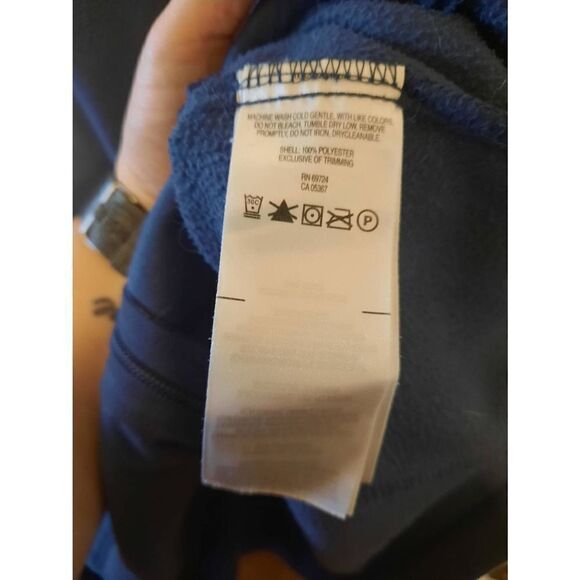 MACHINE WASH COLD GENTLE, WITH LIKE COLORS,
DO NOT BLEACH, TUMBLE DRY LOW, REMOVE
PROMPTLY, DO NOT IRON, DRYCLEANABLE
SHELL: 100% POLYESTER
EXCLUSIVE OF TRIMMING
RN 69724
CA 05367
30C
P